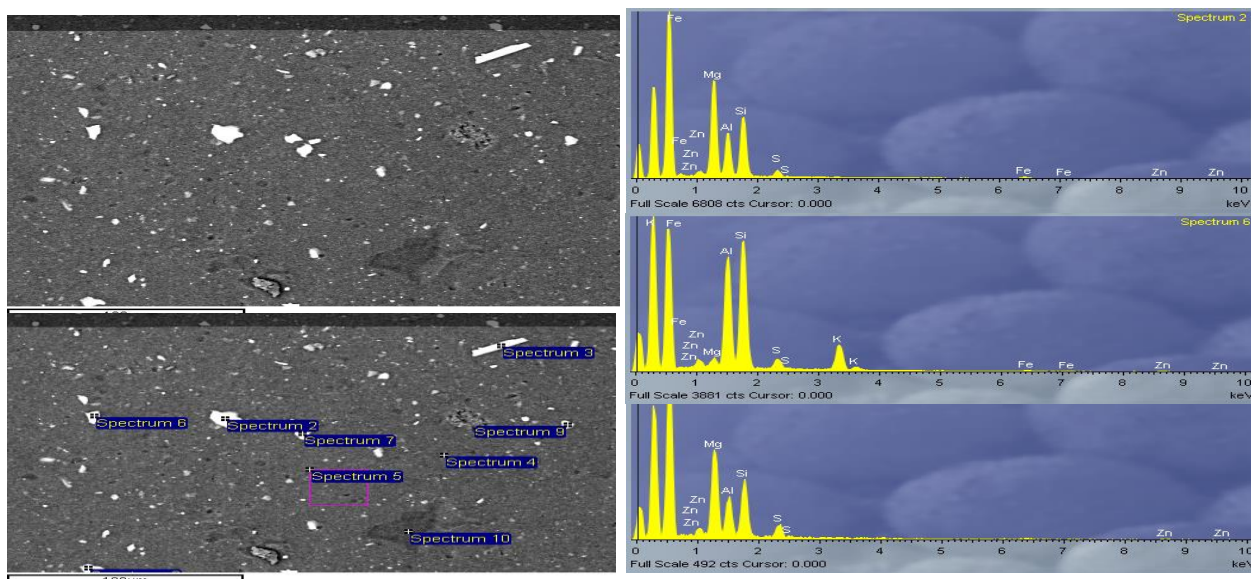 Spectrum 3
Spectrum 6
Spectrum 2
Spectrum 7
Spectrum 9
Spectrum 4
Spectrum 5
Spectrum 10
Spectrum 2
Fe
Mg
Si
Al
Zn
Fe
Zn
Zn
S
S
Fe
Fe
Zn
Zn
0 1 2 3 4 5 6 7 8 9 10
Full Scale 6808 cts Cursor: 0.000 keV
Spectrum 6
K
Fe
Si
Al
Fe
Zn
Zn
Zn
Mg
S
S
K
K
Fe
Fe
Zn
Zn
0 1 2 3 4 5 6 7 8 9 10
Full Scale 3881 cts Cursor: 0.000 keV
Mg
Si
Al
Zn
Zn
Zn
S
S
Zn
Zn
0 1 2 3 4 5 6 7 8 9 10
Full Scale 492 cts Cursor: 0.000 keV